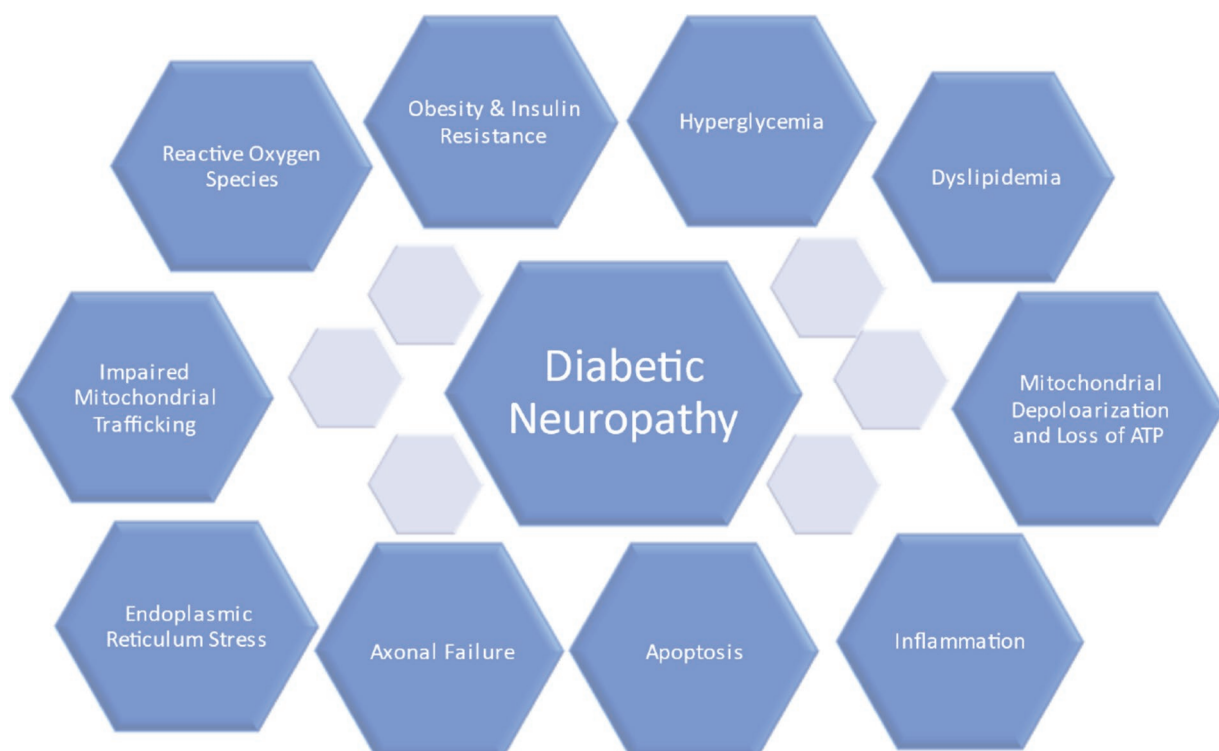 Obesity & Insulin
Resistance
Hyperglycemia
Reactive Oxygen
Species
Dyslipidemia
Diabetic
Neuropathy
Impaired
Mitochondrial
Trafficking
Mitochondrial
Depoloarization
and Loss of ATP
Endoplasmic
Reticulum Stress
Axonal Failure
Apoptosis
Inflammation